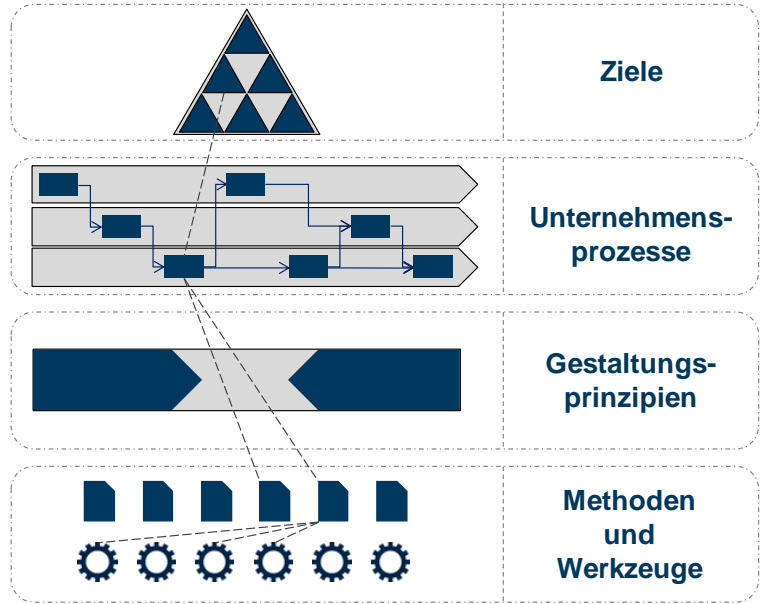 Ziele
Unternehmens-
prozesse
Gestaltungs-
prinzipien
Methoden
und
Werkzeuge